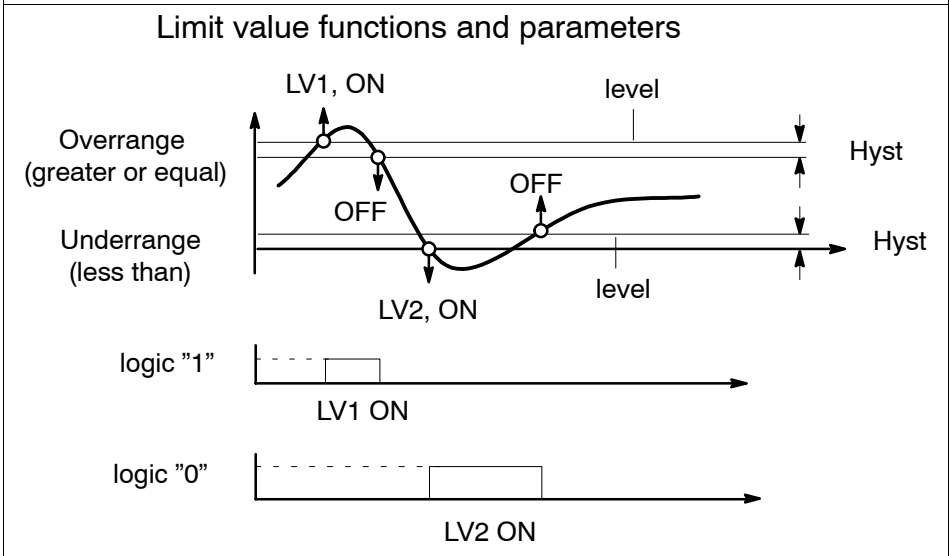 Limit value functions and parameters
LV1, ON
level
Overrange
(greater or equal)
Hyst
OFF
OFF
Underrange
(less than)
Hyst
level
LV2, ON
logic ”1”
LV1 ON
logic ”0”
LV2 ON